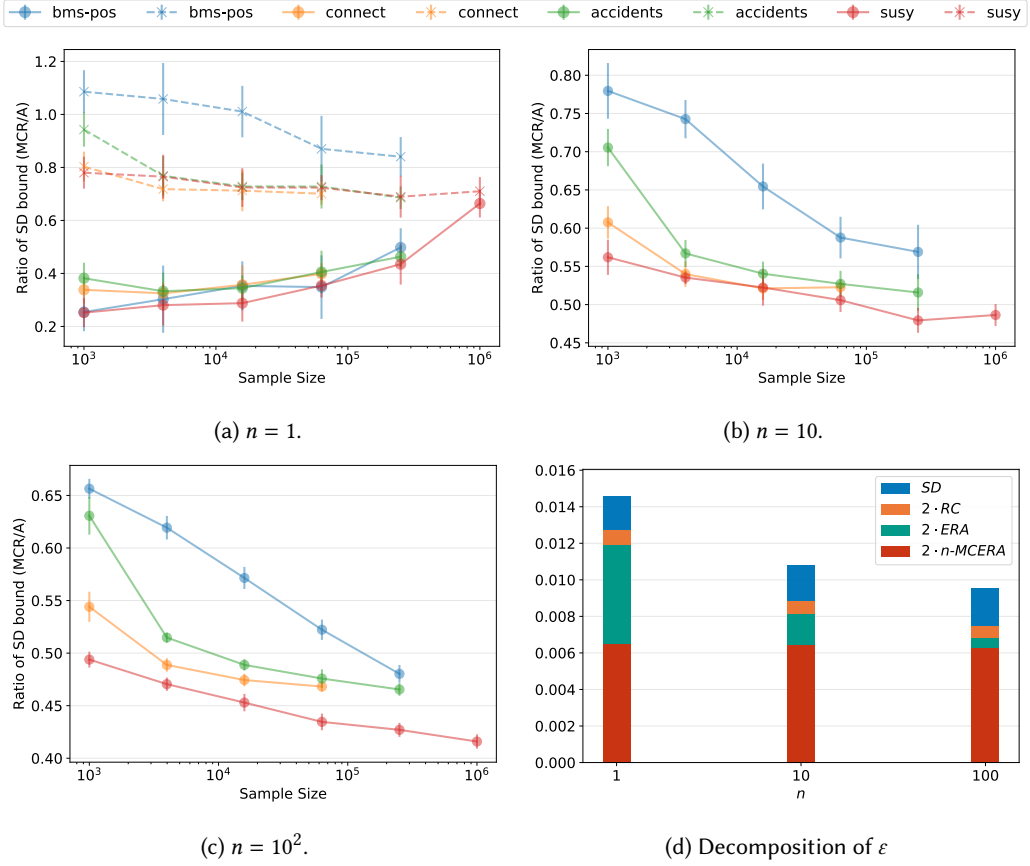 bms-pos bms-pos connect connect accidents accidents susy susy
Ratio of SD bound (MCR/A)
1.2
1.0
0.8
0.6
0.4
0.2
10³ 10⁴ 10⁵ 10⁶
Sample Size
(a) n = 1.
Ratio of SD bound (MCR/A)
0.80
0.75
0.70
0.65
0.60
0.55
0.50
0.45
10³ 10⁴ 10⁵ 10⁶
Sample Size
(b) n = 10.
Ratio of SD bound (MCR/A)
0.65
0.60
0.55
0.50
0.45
0.40
10³ 10⁴ 10⁵ 10⁶
Sample Size
(c) n = 10².
0.016
0.014
0.012
0.010
0.008
0.006
0.004
0.002
0.000
SD
2 · RC
2 · ERA
2 · n-MCERA
1 10 100
n
(d) Decomposition of ε